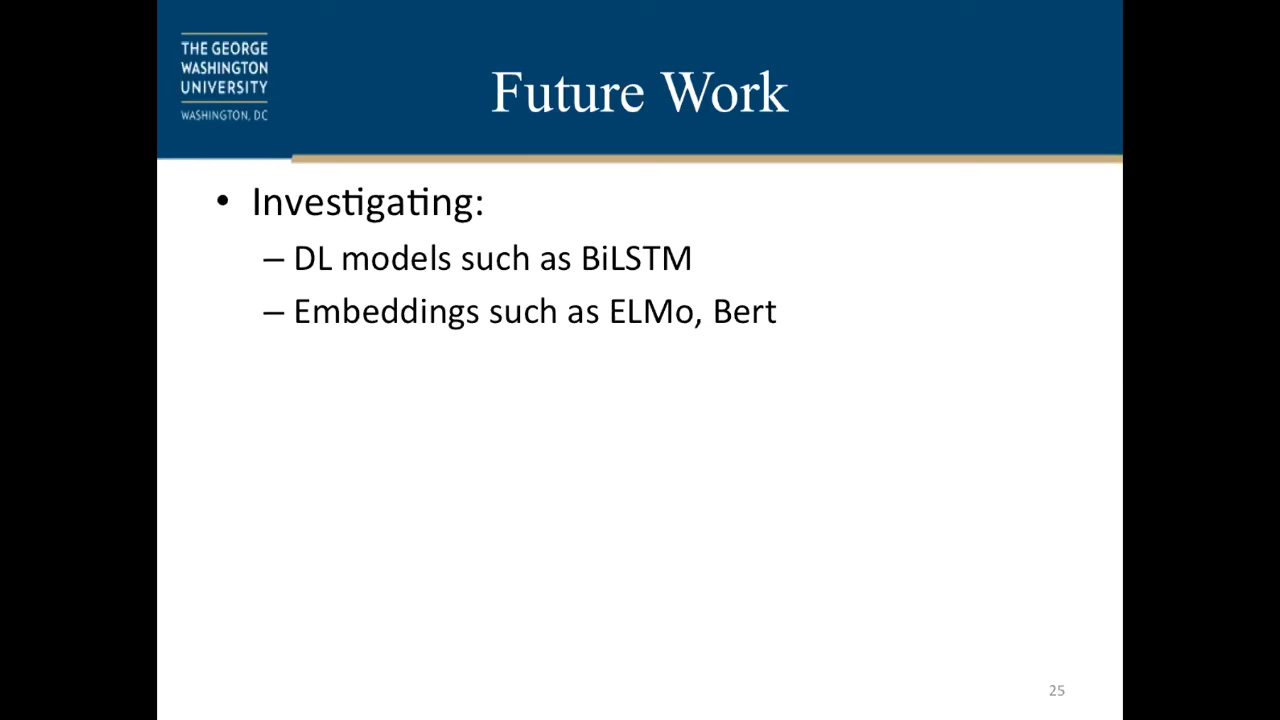 THE GEORGE
WASHINGTON
UNIVERSITY
WASHINGTON, DC
Future Work
• Investigating:
– DL models such as BiLSTM
– Embeddings such as ELMo, Bert
25